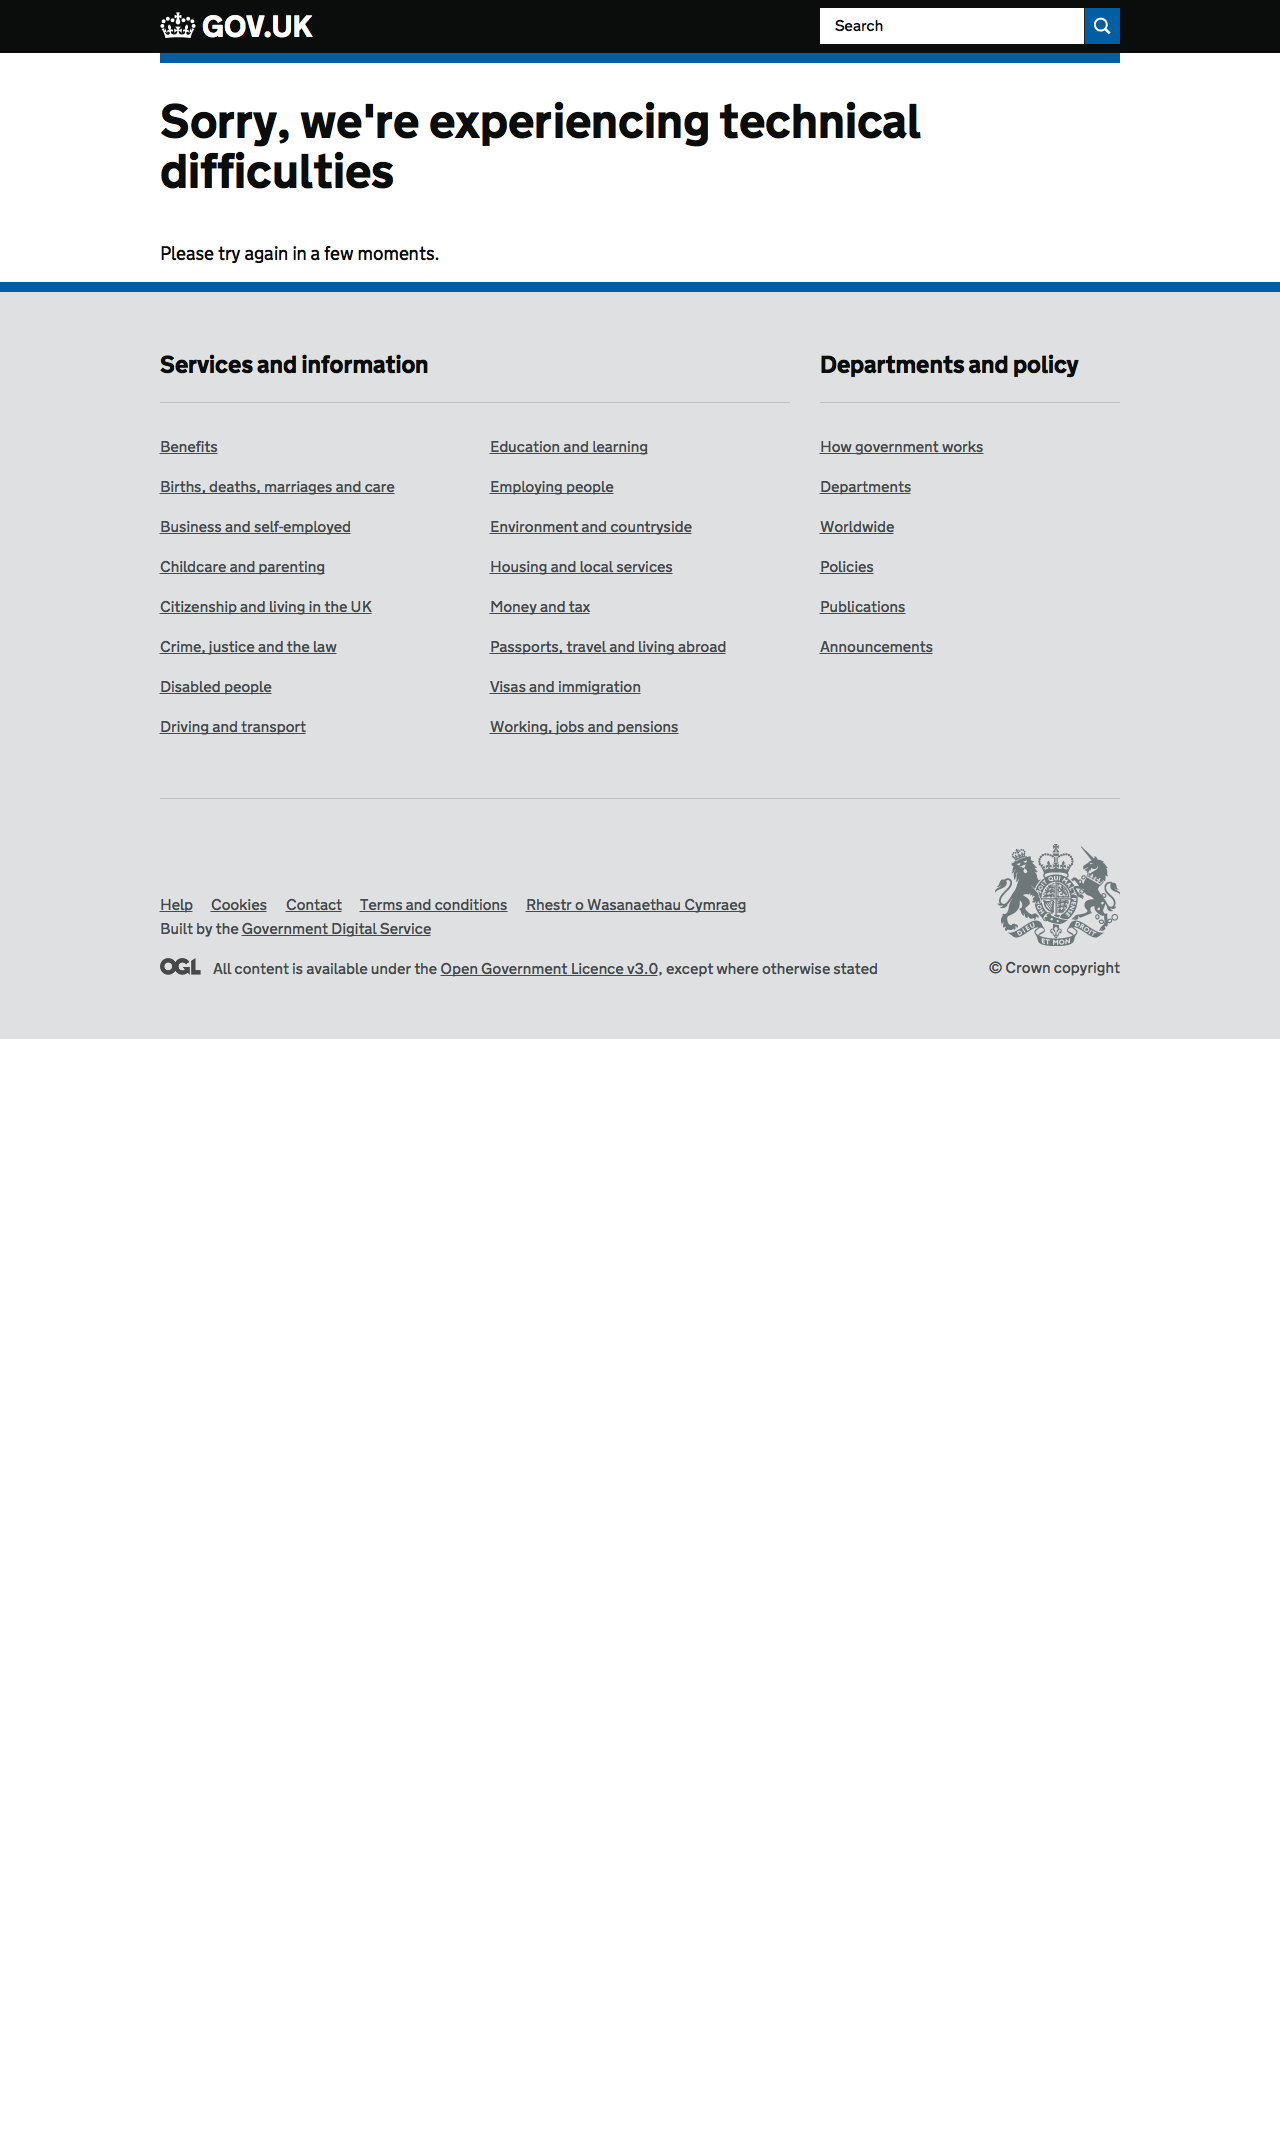 GOV.UK
Search
Sorry, we're experiencing technical
difficulties
Please try again in a few moments.
Services and information
Benefits
Births, deaths, marriages and care
Business and self-employed
Childcare and parenting
Citizenship and living in the UK
Crime, justice and the law
Disabled people
Driving and transport
Education and learning
Employing people
Environment and countryside
Housing and local services
Money and tax
Passports, travel and living abroad
Visas and immigration
Working, jobs and pensions
Departments and policy
How government works
Departments
Worldwide
Policies
Publications
Announcements
Help Cookies Contact Terms and conditions Rhestr o Wasanaethau Cymraeg
Built by the Government Digital Service
OGL All content is available under the Open Government Licence v3.0, except where otherwise stated
DIEU ET MON DROIT
© Crown copyright